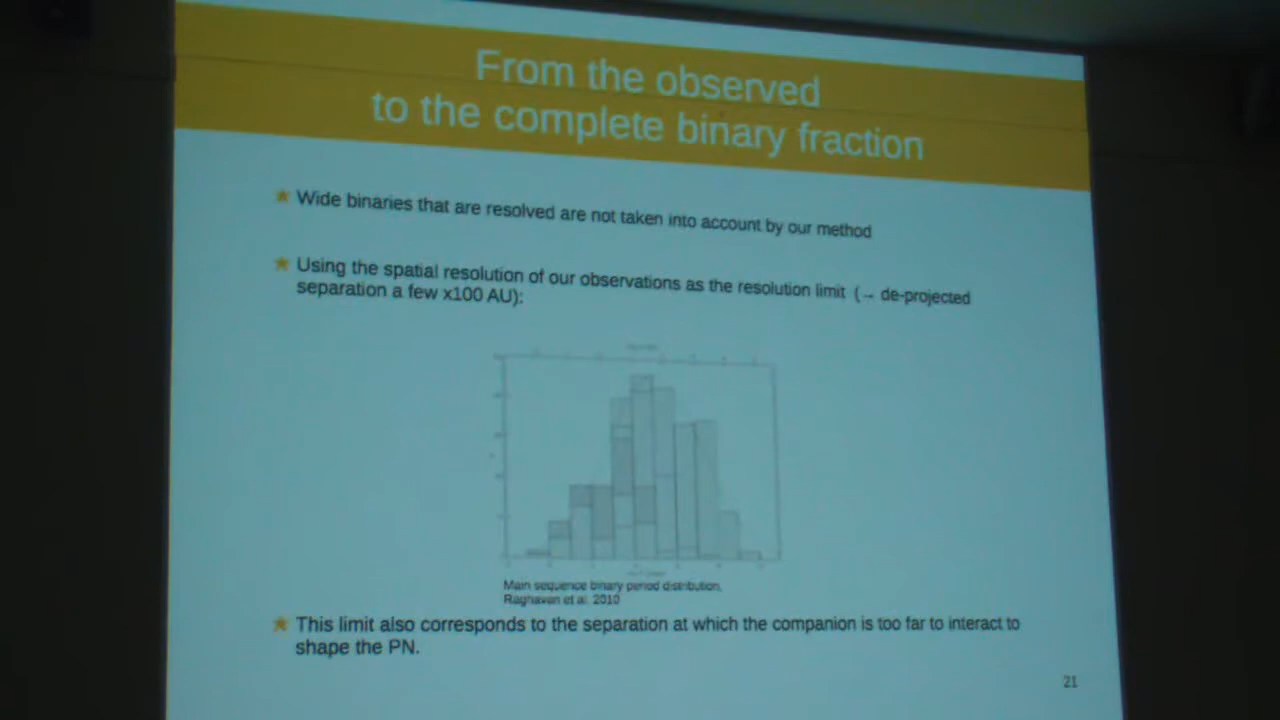 From the observed
to the complete binary fraction
Wide binaries that are resolved are not taken into account by our method
Using the spatial resolution of our observations as the resolution limit (→ de-projected
separation a few x100 AU):
Main sequence binary period distribution,
Raghavan et al. 2010
This limit also corresponds to the separation at which the companion is too far to interact to
shape the PN.
21